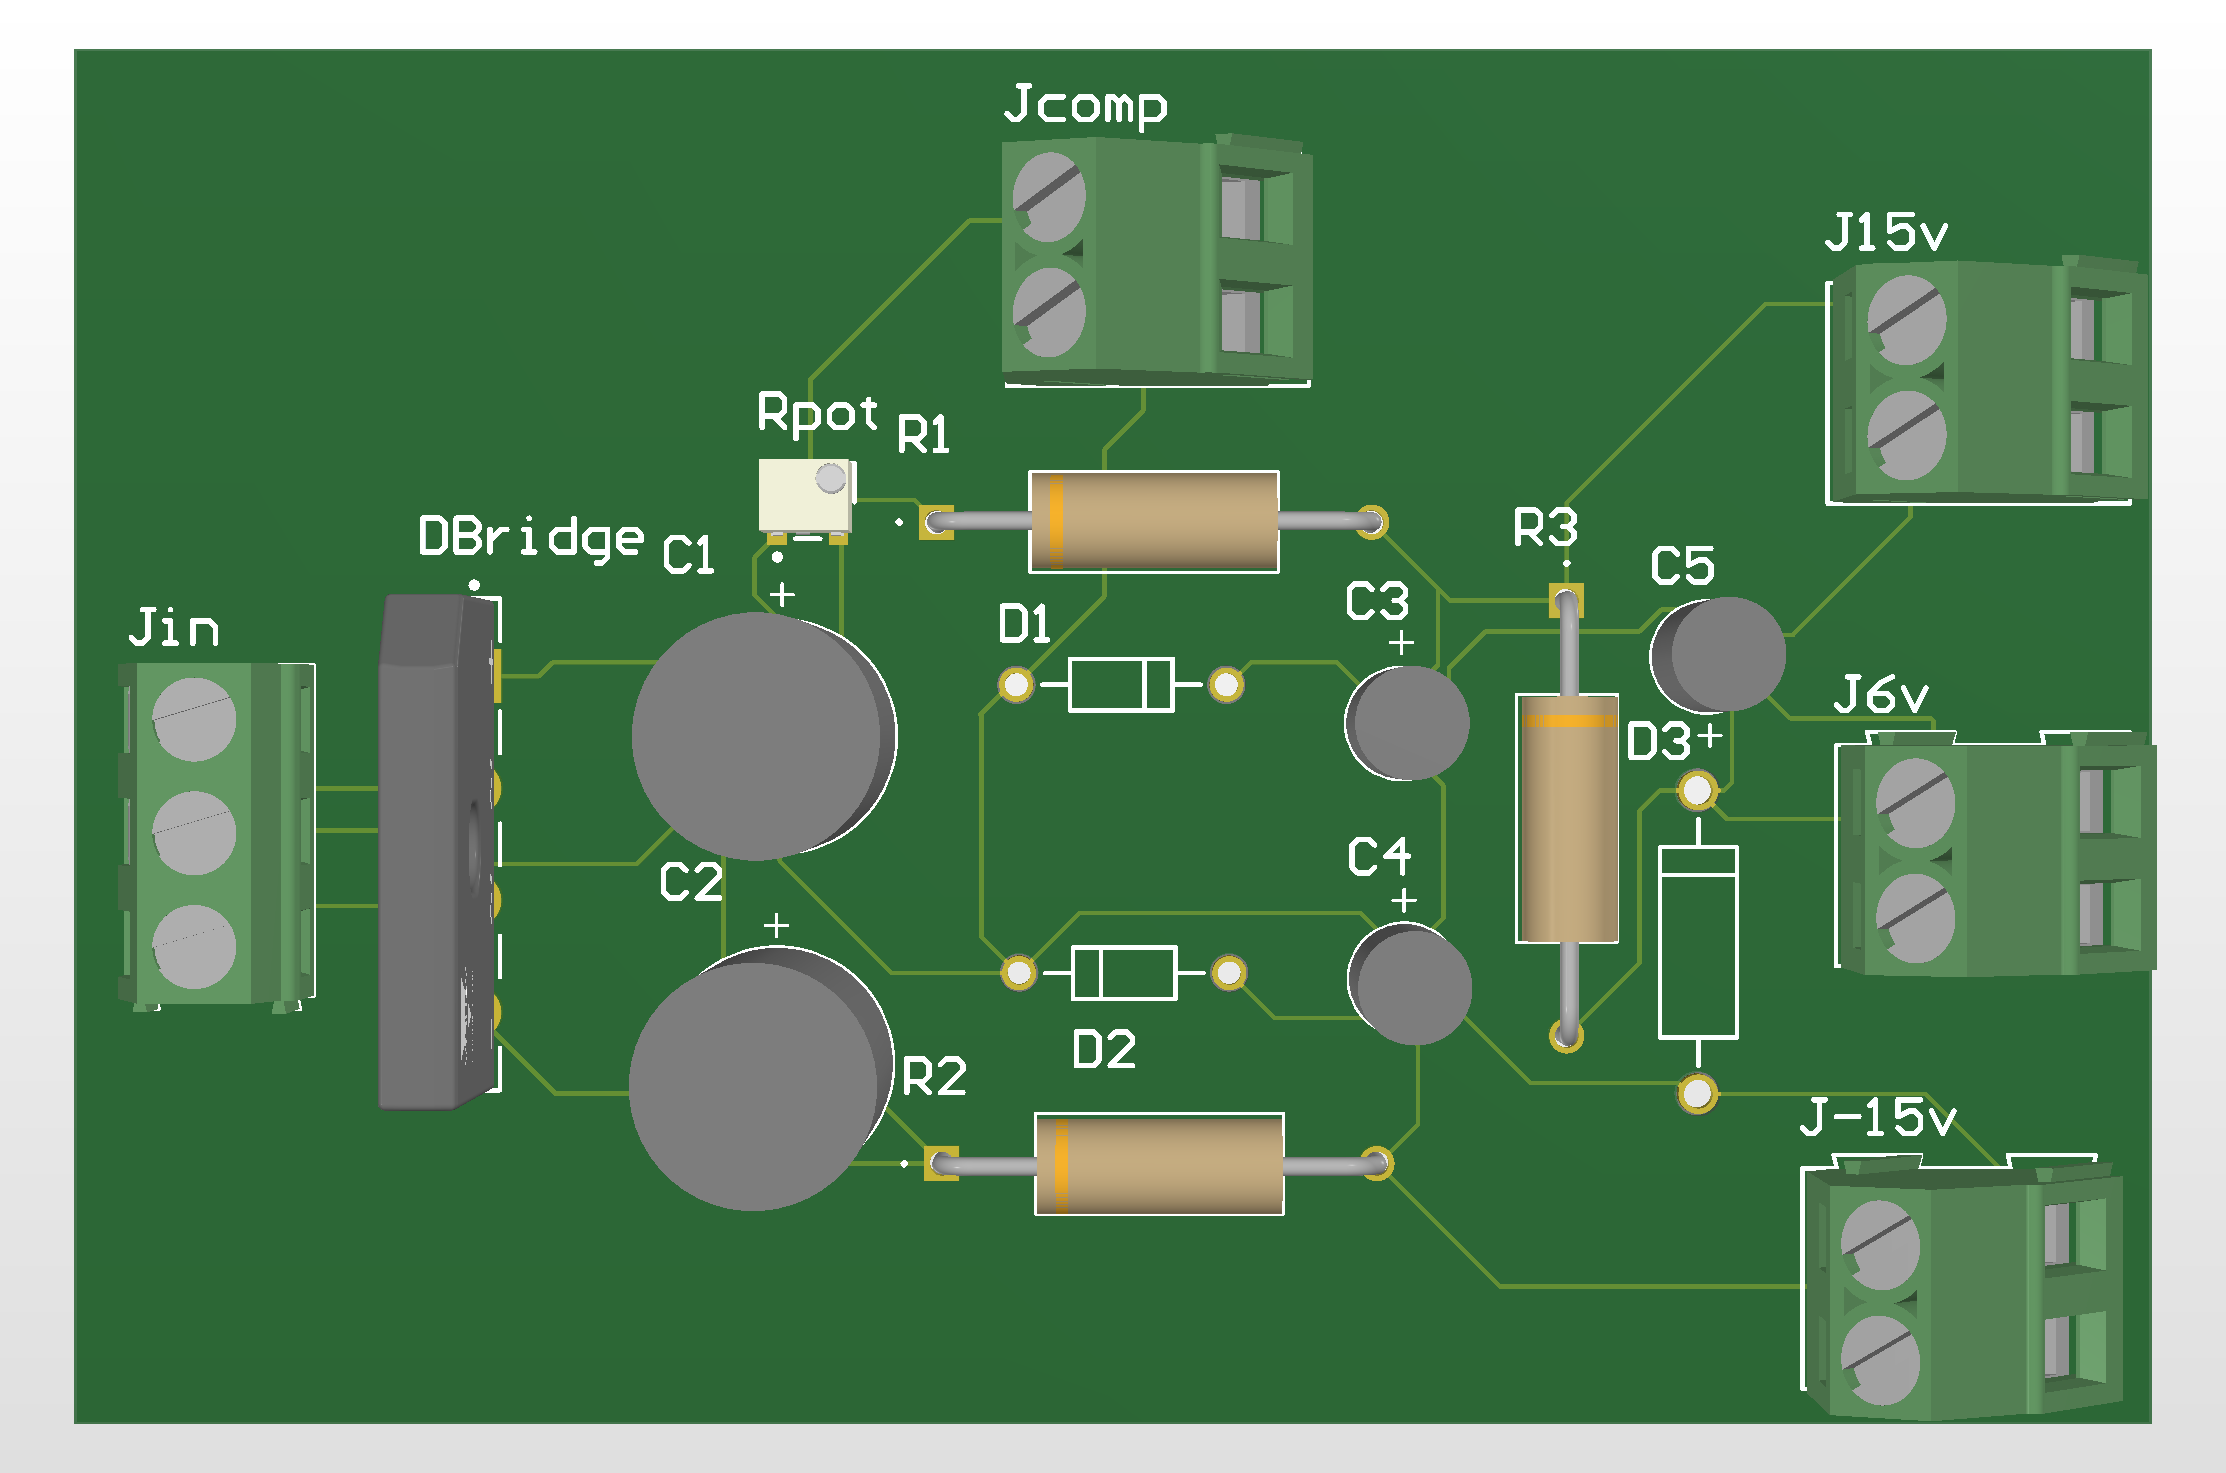 Jcomp
J15v
Rpot
R1
R3
DBridge
C1
C5
C3
D1
Jin
J6v
D3
C4
C2
D2
R2
J-15v